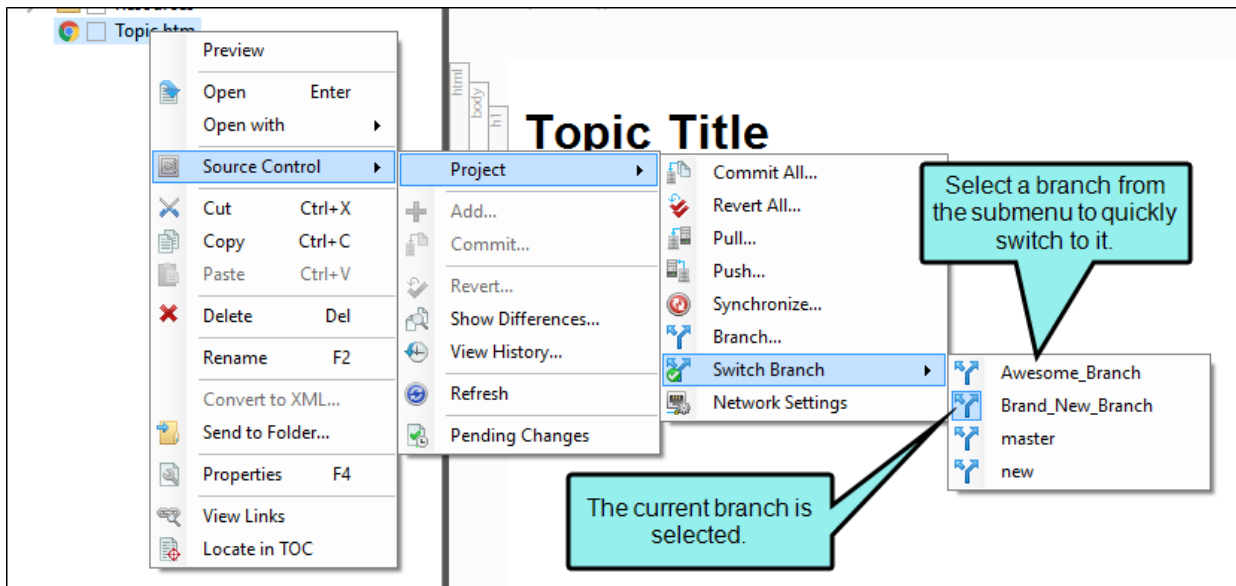 Topic.htm
Preview
Open Enter
Open with
Source Control
Cut Ctrl+X
Copy Ctrl+C
Paste Ctrl+V
Delete Del
Rename F2
Convert to XML...
Send to Folder...
Properties F4
View Links
Locate in TOC
html
body
h1
Topic Title
Project
Add...
Commit...
Revert...
Show Differences...
View History...
Refresh
Pending Changes
Commit All...
Revert All...
Pull...
Push...
Synchronize...
Branch...
Switch Branch
Network Settings
Select a branch from
the submenu to quickly
switch to it.
Awesome_Branch
Brand_New_Branch
master
new
The current branch is
selected.